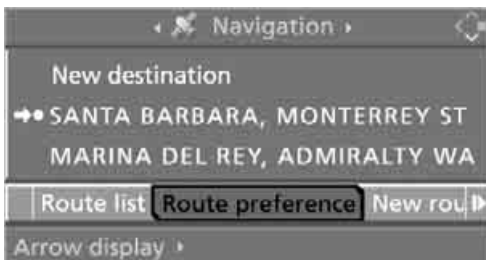 Navigation
New destination
SANTA BARBARA, MONTERREY ST
MARINA DEL REY, ADMIRALTY WA
Route list Route preference New rou
Arrow display